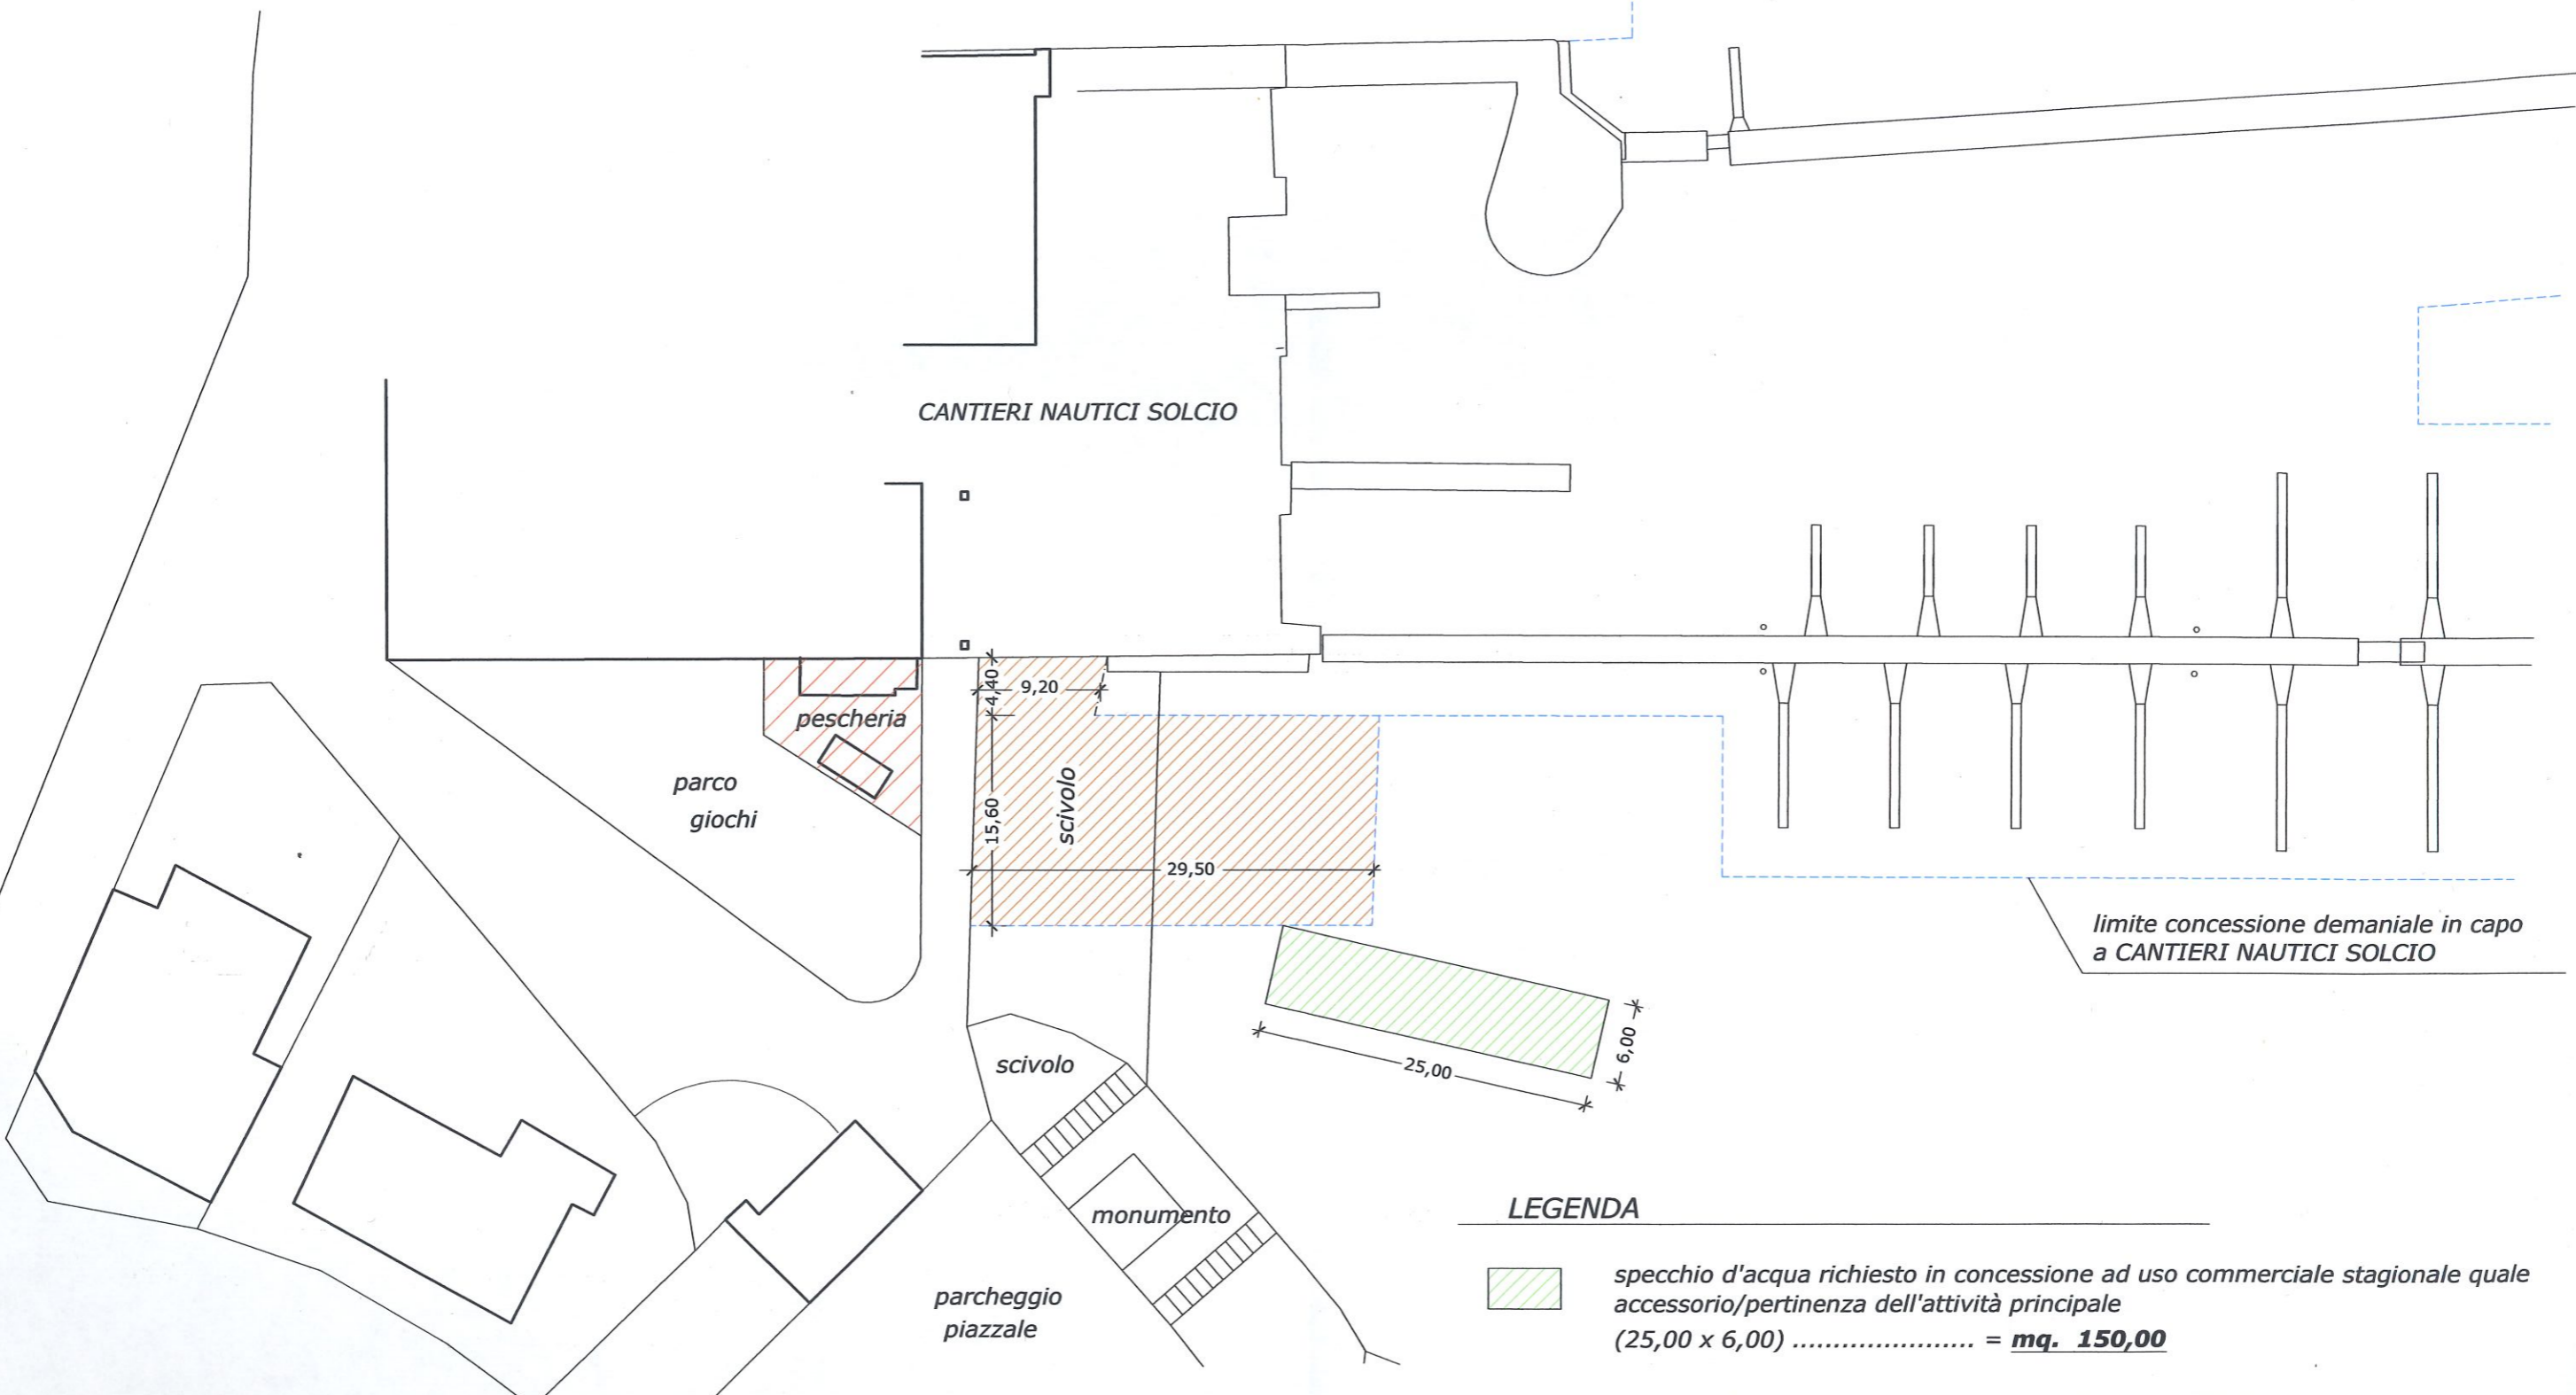 CANTIERI NAUTICI SOLCIO
4,40
9,20
pescheria
parco
giochi
scivolo
15,60
29,50
limite concessione demaniale in capo
a CANTIERI NAUTICI SOLCIO
scivolo
25,00
6,00
monumento
parcheggio
piazzale
LEGENDA
specchio d'acqua richiesto in concessione ad uso commerciale stagionale quale
accessorio/pertinenza dell'attività principale
(25,00 x 6,00) ...................... = mq. 150,00